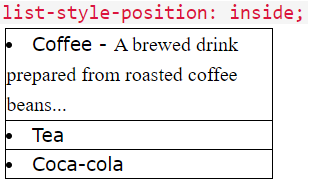 list-style-position: inside;
• Coffee - A brewed drink
prepared from roasted coffee
beans...
• Tea
• Coca-cola